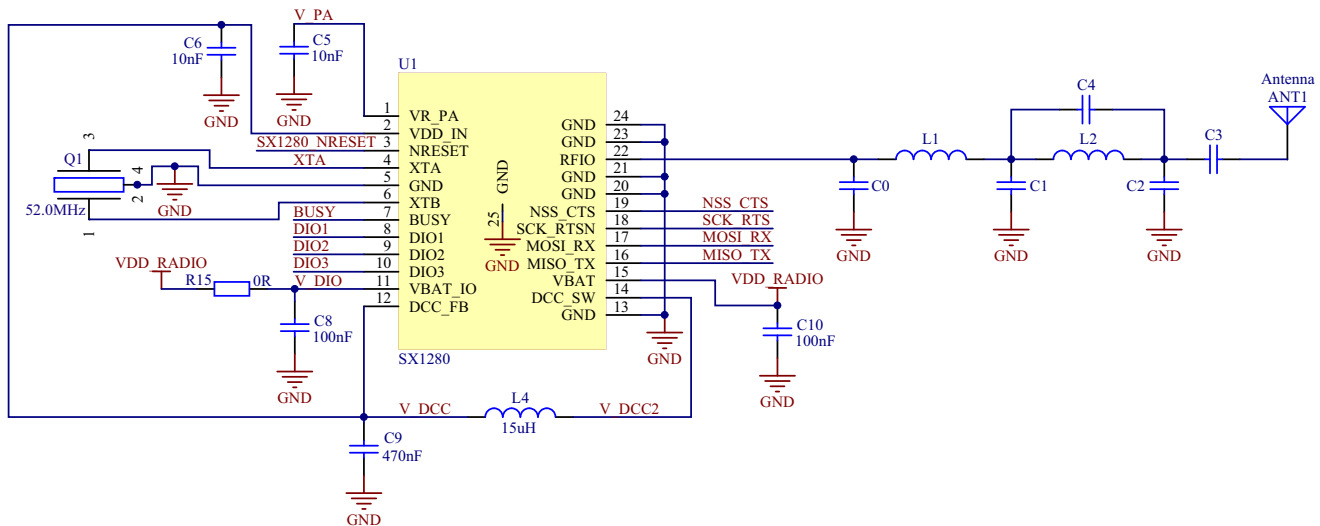 V_PA
C6
10nF
C5
10nF
GND
GND
U1
1
VR_PA
2
VDD_IN
SX1280_NRESET
3
NRESET
XTA
4
XTA
5
GND
6
XTB
BUSY
7
BUSY
DIO1
8
DIO1
DIO2
9
DIO2
DIO3
10
DIO3
V_DIO
11
VBAT_IO
12
DCC_FB
GND
25
GND
24
GND
23
GND
22
RFIO
21
GND
20
GND
19
NSS_CTS
NSS_CTS
18
SCK_RTSN
SCK_RTS
17
MOSI_RX
MOSI_RX
16
MISO_TX
MISO_TX
15
VBAT
14
DCC_SW
13
GND
SX1280
Q1
3
4
2
1
52.0MHz
GND
VDD_RADIO
R15
0R
C8
100nF
GND
V_DCC
L4
15uH
V_DCC2
C9
470nF
GND
GND
VDD_RADIO
C10
100nF
GND
C0
GND
L1
C1
GND
C4
L2
C2
GND
C3
Antenna
ANT1